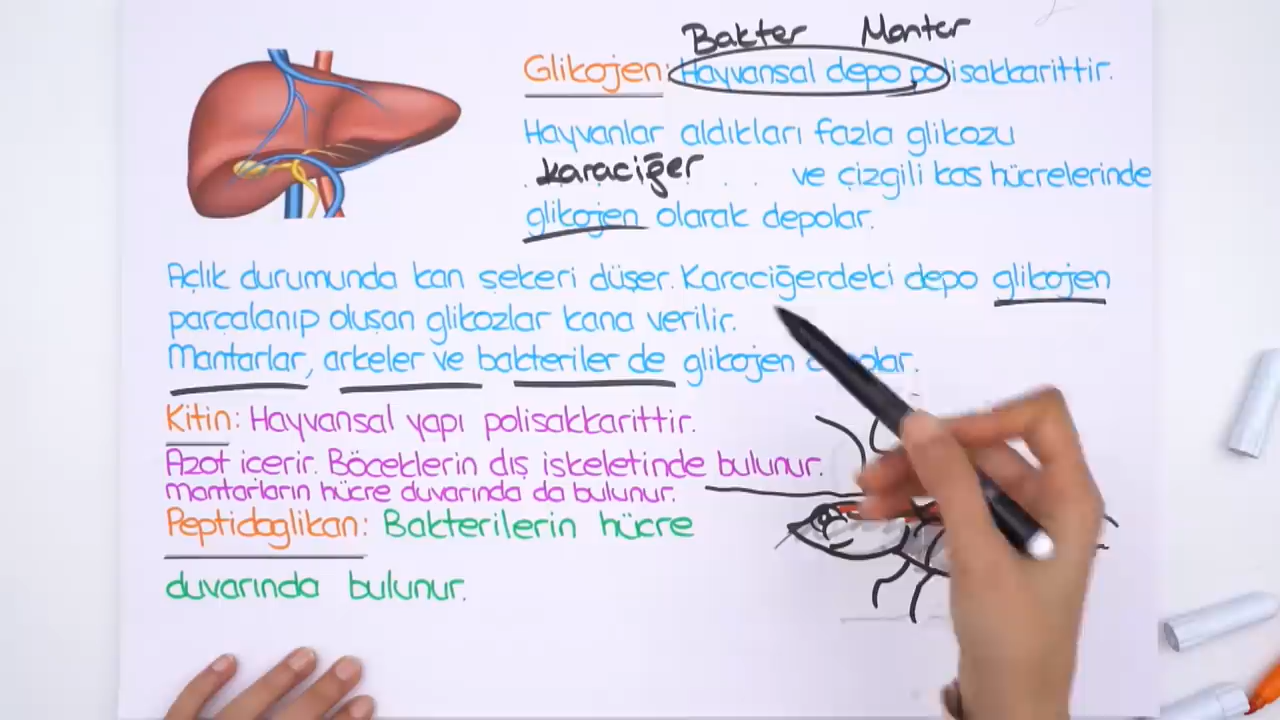 Bakter Mantar
Glikojen: Hayvansal depo polisakkarittir.
Hayvanlar aldıkları fazla glikozu
karaciğer ve çizgili kas hücrelerinde
glikojen olarak depolar.
Açlık durumunda kan şekeri düşer. Karaciğerdeki depo glikojen
parçalanıp oluşan glikozlar kana verilir.
Mantarlar, arkeler ve bakteriler de glikojen
Kitin: Hayvansal yapı polisakkarittir.
Azot içerir. Böceklerin dış iskeletinde bulunur.
mantarların hücre duvarında da bulunur.
Peptidoglikan: Bakterilerin hücre
duvarında bulunur.